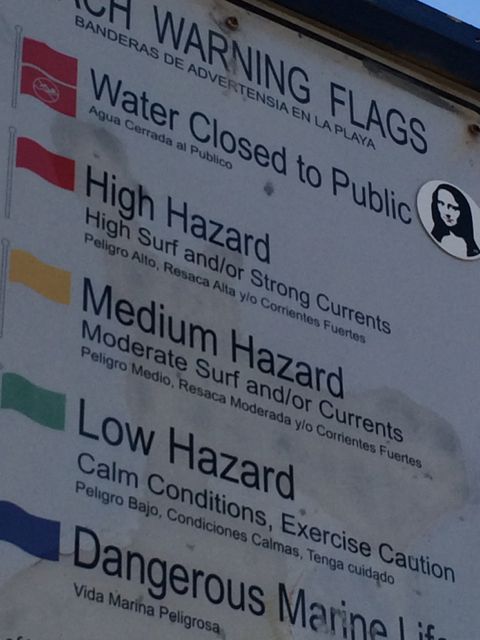 ACH WARNING FLAGS
BANDERAS DE ADVERTENSIA EN LA PLAYA
Water Closed to Public
Agua Cerrada al Publico
High Hazard
High Surf and/or Strong Currents
Peligro Alto, Resaca Alta y/o Corrientes Fuertes
Medium Hazard
Moderate Surf and/or Currents
Peligro Medio, Resaca Moderada y/o Corrientes Fuertes
Low Hazard
Calm Conditions, Exercise Caution
Peligro Bajo, Condiciones Calmas, Tenga cuidado
Dangerous Marine Life
Vida Marina Peligrosa